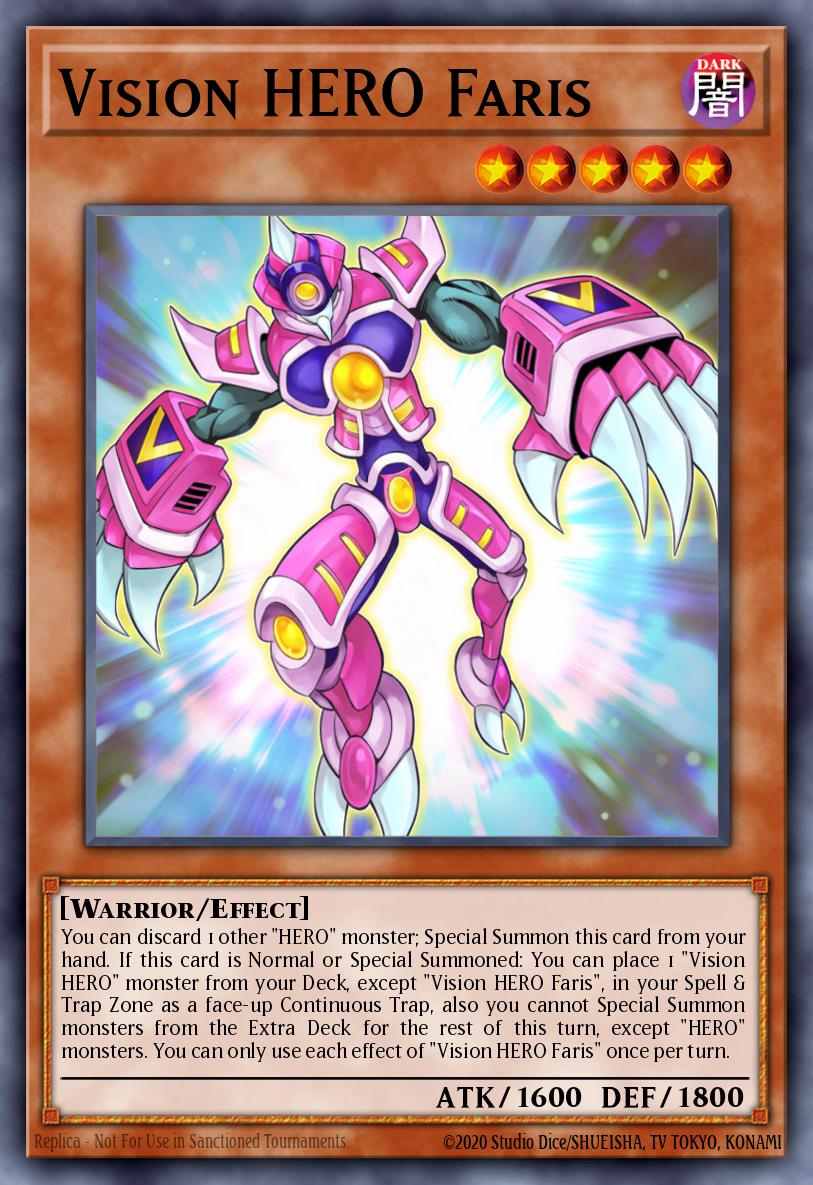 Vision HERO Faris
DARK
闇
V
V
[Warrior/Effect]
You can discard 1 other "HERO" monster; Special Summon this card from your
hand. If this card is Normal or Special Summoned: You can place 1 "Vision
HERO" monster from your Deck, except "Vision HERO Faris", in your Spell &
Trap Zone as a face-up Continuous Trap, also you cannot Special Summon
monsters from the Extra Deck for the rest of this turn, except "HERO"
monsters. You can only use each effect of "Vision HERO Faris" once per turn.
ATK/1600 DEF/1800
Replica - Not For Use in Sanctioned Tournaments.
©2020 Studio Dice/SHUEISHA, TV TOKYO, KONAMI